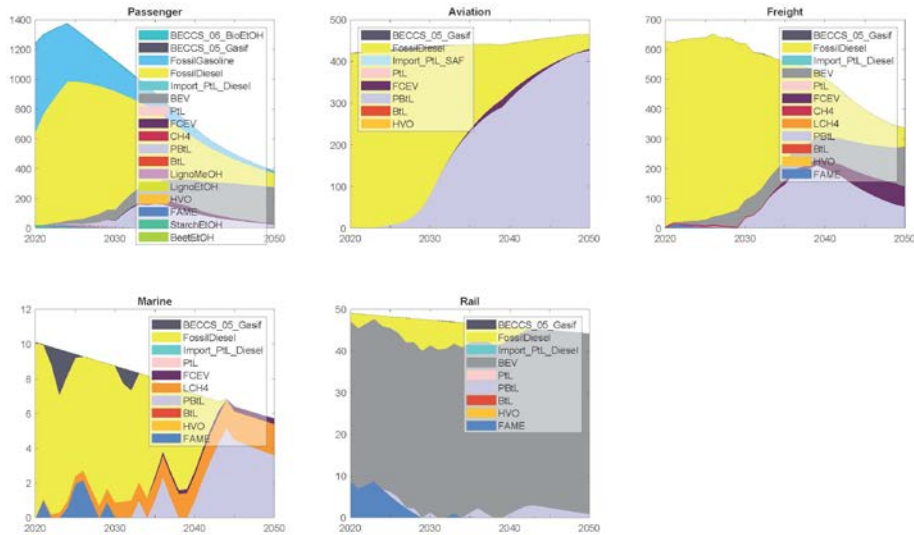 Passenger
1400
1200
1000
800
600
400
200
0
2020
2030
2050
BECCS_06_BioEtOH
BECCS_05_Gasif
FossilGasoline
FossilDiesel
Import_PtL_Diesel
BEV
PtL
FCEV
CH4
PBtL
BtL
LignoMeOH
LignoEtOH
HVO
FAME
StarchEtOH
BeetEtOH
Aviation
500
400
300
200
100
0
2020
2030
2040
2050
BECCS_05_Gasif
FossilDiesel
Import_PtL_SAF
PtL
FCEV
PBtL
BtL
HVO
Freight
700
600
500
400
300
200
100
0
2020
2030
2040
2050
BECCS_05_Gasif
FossilDiesel
Import_PtL_Diesel
BEV
PtL
FCEV
CH4
LCH4
PBtL
BtL
HVO
FAME
Marine
12
10
8
6
4
2
0
2020
2030
2040
2050
BECCS_05_Gasif
FossilDiesel
Import_PtL_Diesel
PtL
FCEV
LCH4
PBtL
BtL
HVO
FAME
Rail
50
40
30
20
10
0
2020
2030
2040
2050
BECCS_05_Gasif
FossilDiesel
Import_PtL_Diesel
BEV
PtL
PBtL
BtL
HVO
FAME